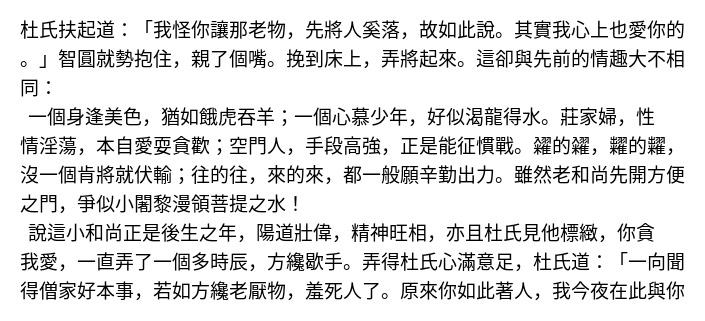 杜氏扶起道：「我怪你讓那老物，先將人奚落，故如此說。其實我心上也愛你的
。」智圓就勢抱住，親了個嘴。挽到床上，弄將起來。這卻與先前的情趣大不相
同：
一個身逢美色，猶如餓虎吞羊；一個心慕少年，好似渴龍得水。莊家婦，性
情淫蕩，本自愛耍貪歡；空門人，手段高強，正是能征慣戰。糴的糴，糶的糶，
沒一個肯將就伏輸；往的往，來的來，都一般願辛勤出力。雖然老和尚先開方便
之門，爭似小闍黎漫領菩提之水！
說這小和尚正是後生之年，陽道壯偉，精神旺相，亦且杜氏見他標緻，你貪
我愛，一直弄了一個多時辰，方纔歇手。弄得杜氏心滿意足，杜氏道：「一向聞
得僧家好本事，若如方纔老厭物，羞死人了。原來你如此著人，我今夜在此與你